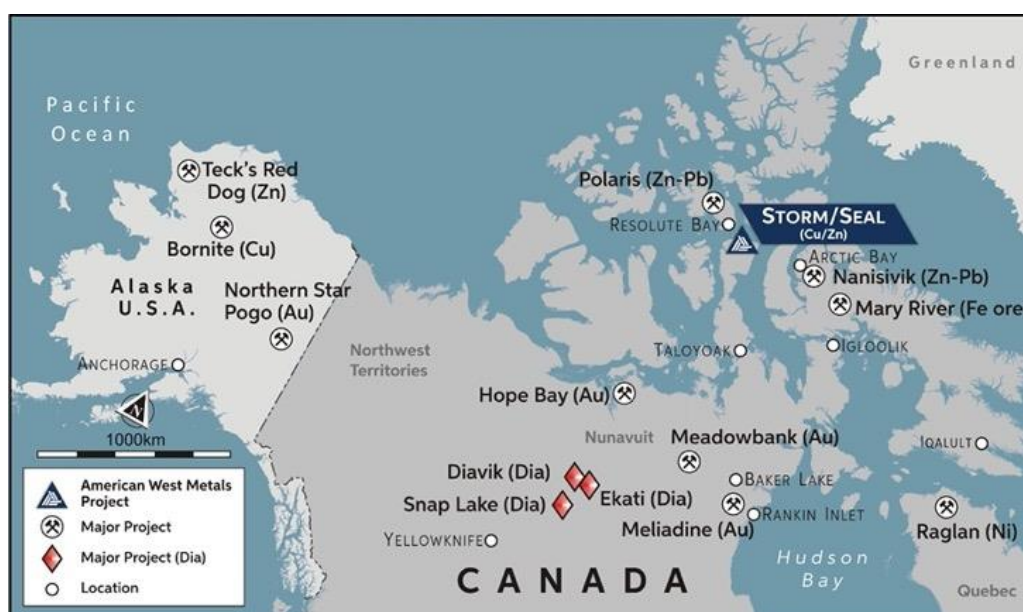 Greenland
Pacific
Ocean
Teck's Red
Dog (Zn)
Bornite (Cu)
Alaska
U.S.A.
Northern Star
Pogo (Au)
ANCHORAGE
Polaris (Zn-Pb)
RESOLUTE BAY
STORM/SEAL
(Cu/Zn)
ARCTIC BAY
Nanisivik (Zn-Pb)
Mary River (Fe ore
IGLOOLIK
TALOYOAK
Northwest
Territories
Hope Bay (Au)
Nunavuit
Meadowbank (Au)
IQALULT
Diavik (Dia)
BAKER LAKE
Ekati (Dia)
Snap Lake (Dia)
Meliadine (Au)
RANKIN INLET
Raglan (Ni)
YELLOWKNIFE
Hudson
Bay
CANADA
Quebec
N
1000km
American West Metals
Project
Major Project
Major Project (Dia)
Location